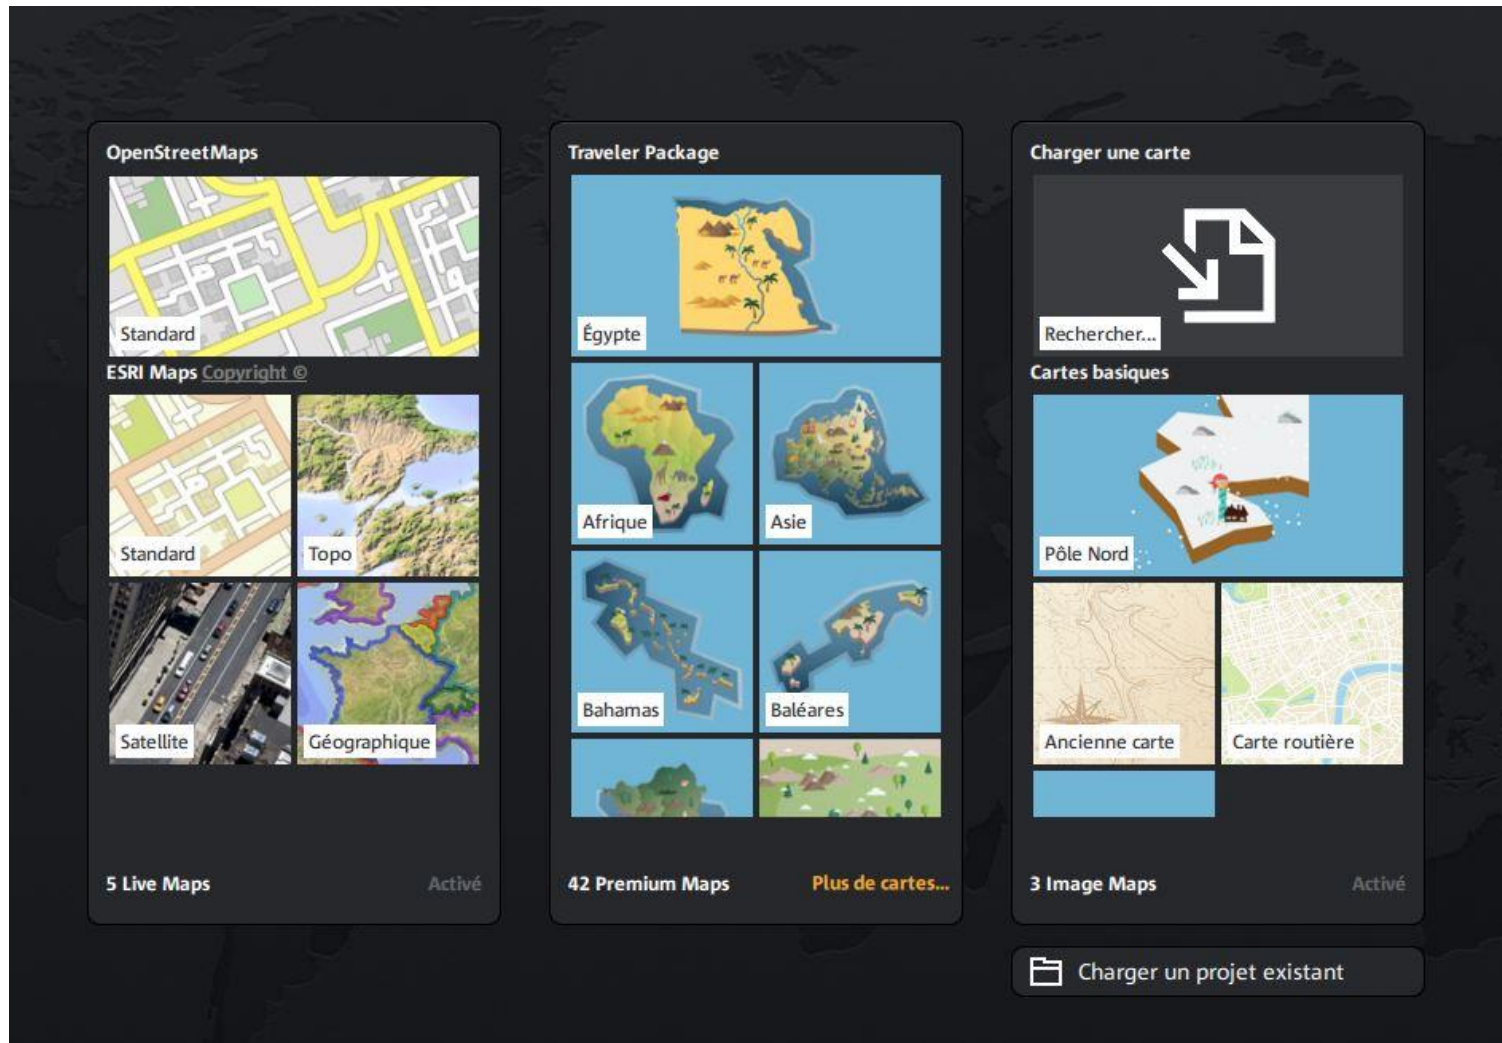 OpenStreetMaps
Standard
ESRI Maps Copyright ©
Standard
Topo
Satellite
Géographique
5 Live Maps
Activé
Traveler Package
Égypte
Afrique
Asie
Bahamas
Baléares
42 Premium Maps
Plus de cartes...
Charger une carte
Rechercher...
Cartes basiques
Pôle Nord
Ancienne carte
Carte routière
3 Image Maps
Activé
Charger un projet existant